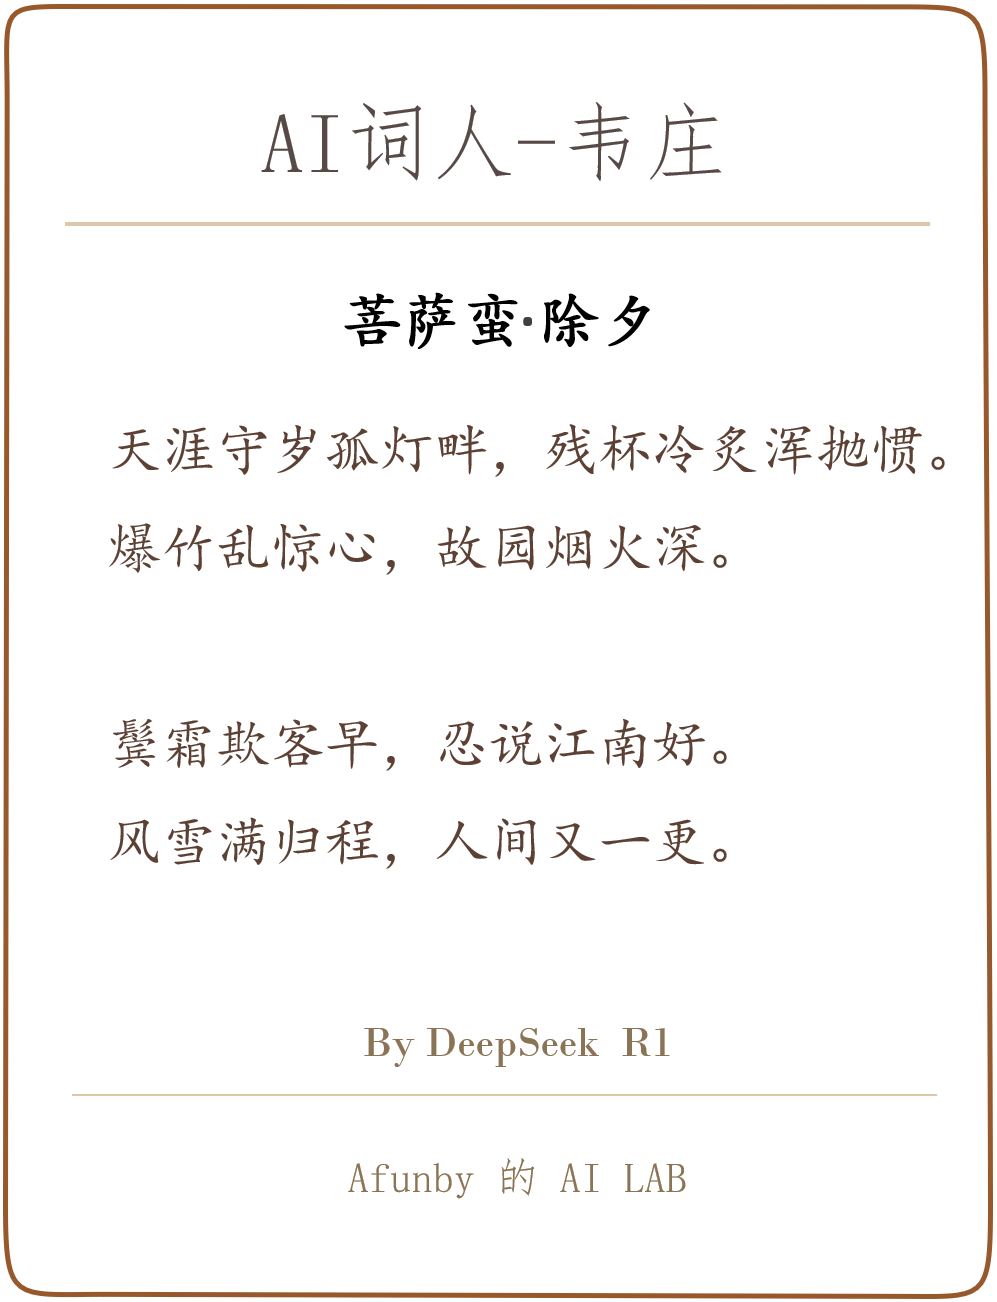 AI词人-韦庄
菩萨蛮·除夕
天涯守岁孤灯畔，残杯冷炙浑抛惯。
爆竹乱惊心，故园烟火深。
鬓霜欺客早，忍说江南好。
风雪满归程，人间又一更。
By DeepSeek R1
Afunby 的 AI LAB